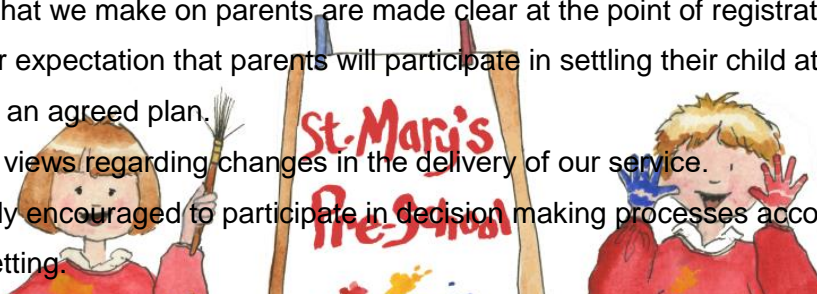 hat we make on parents are made clear at the point of registrat
r expectation that parents will participate in settling their child at
an agreed plan.
St. Mary's
views regarding changes in the delivery of our service.
ly encouraged to participate in decision making processes acco
Pre-School
etting.